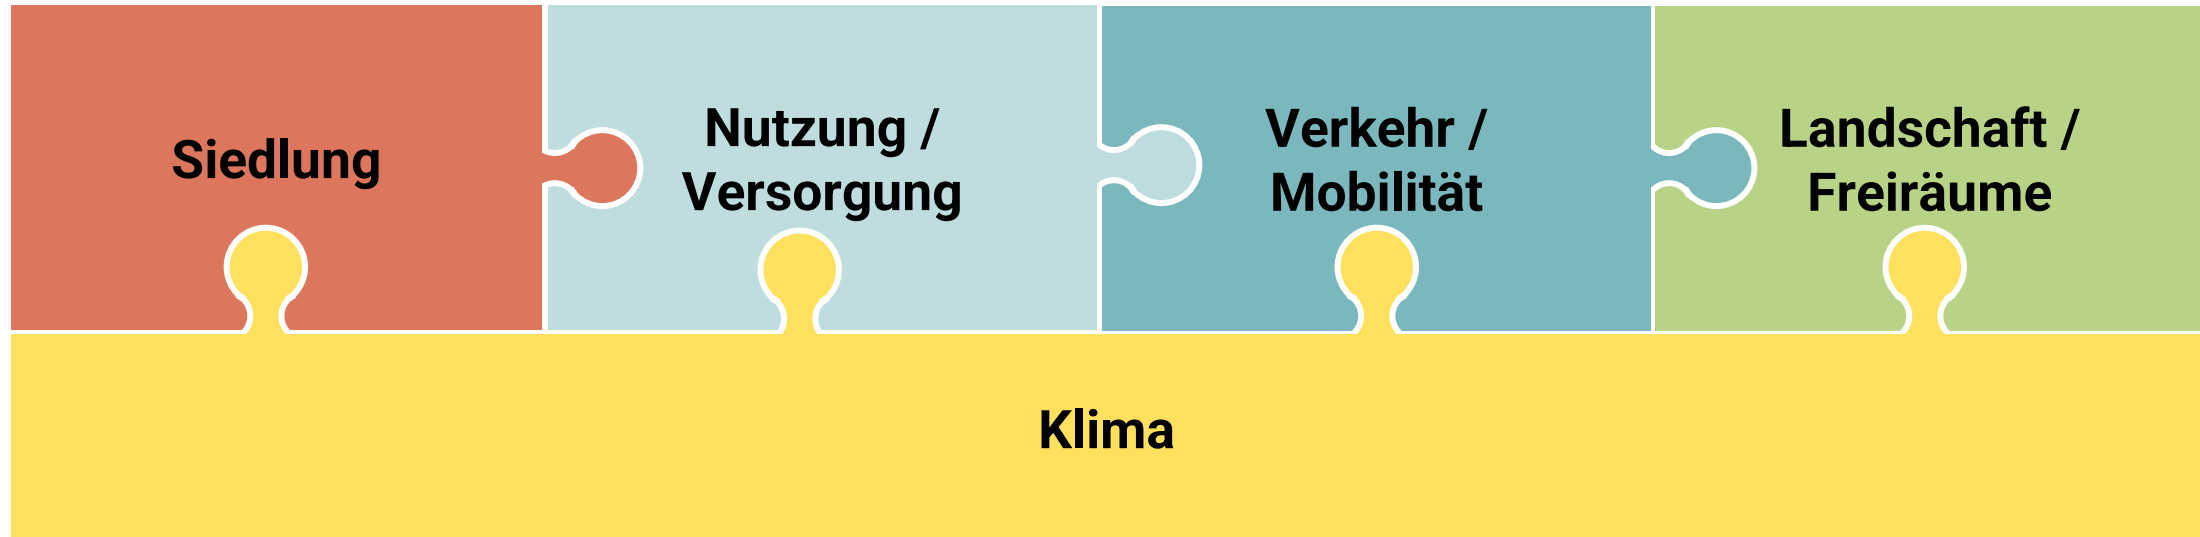 Siedlung
Nutzung /
Versorgung
Verkehr /
Mobilität
Landschaft /
Freiräume
Klima